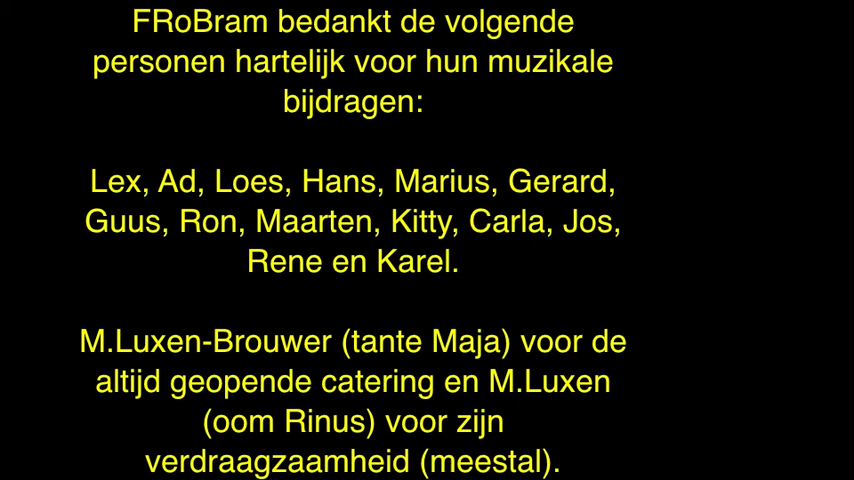 FRoBram bedankt de volgende
personen hartelijk voor hun muzikale
bijdragen:
Lex, Ad, Loes, Hans, Marius, Gerard,
Guus, Ron, Maarten, Kitty, Carla, Jos,
Rene en Karel.
M.Luxen-Brouwer (tante Maja) voor de
altijd geopende catering en M.Luxen
(oom Rinus) voor zijn
verdraagzaamheid (meestal).